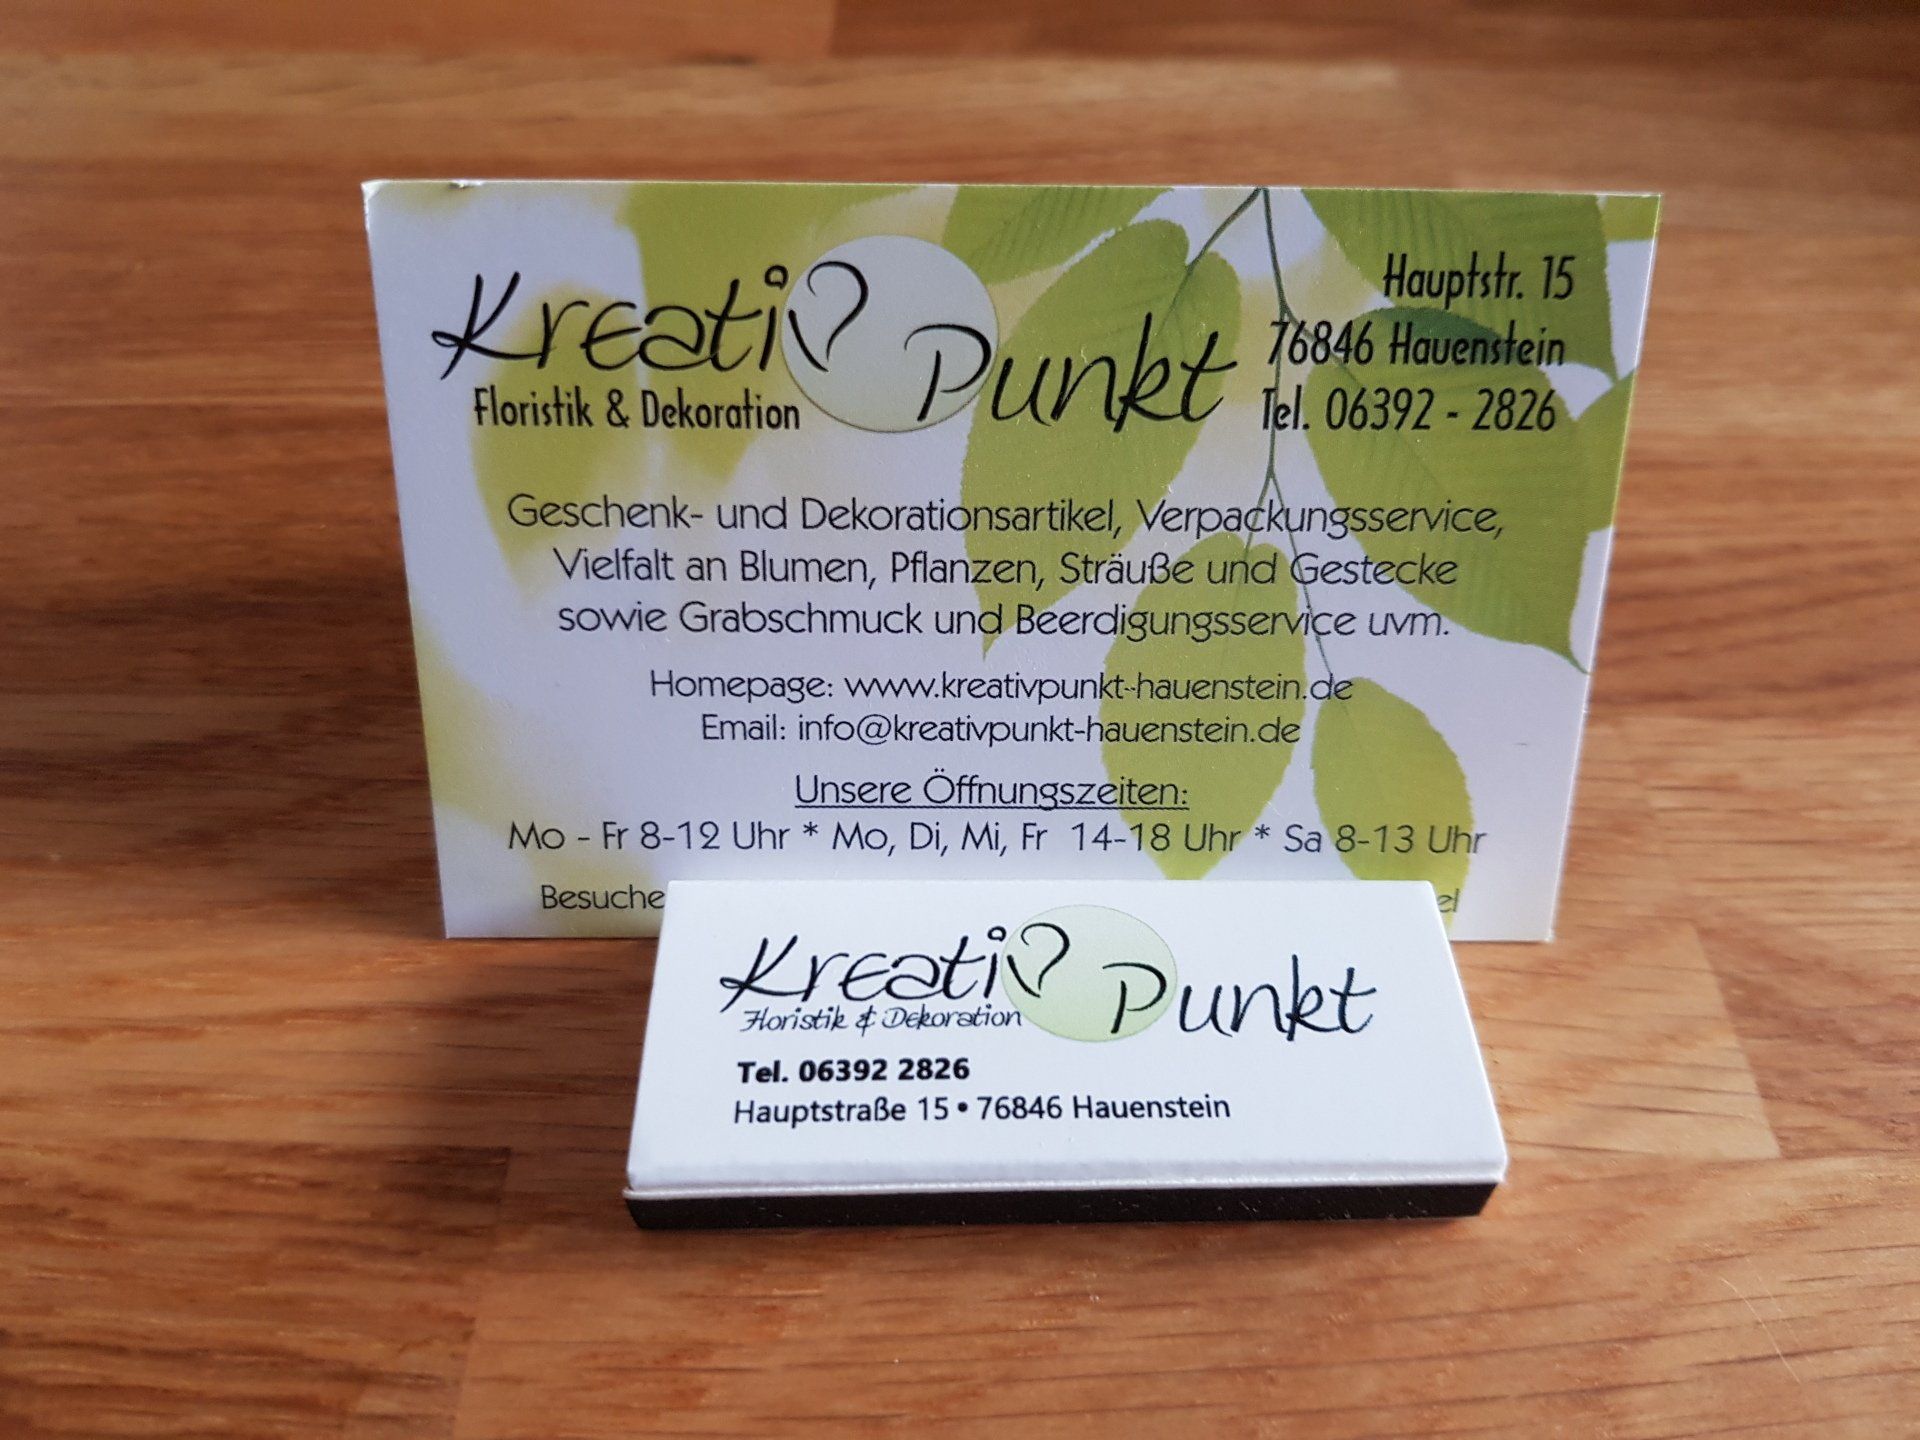 Kreativ Punkt
Floristik & Dekoration
Hauptstr. 15
76846 Hauenstein
Tel. 06392 - 2826
Geschenk- und Dekorationsartikel, Verpackungsservice,
Vielfalt an Blumen, Pflanzen, Sträuße und Gestecke
sowie Grabschmuck und Beerdigungsservice uvm.
Homepage: www.kreativpunkt-hauenstein.de
Email: info@kreativpunkt-hauenstein.de
Unsere Öffnungszeiten:
Mo - Fr 8-12 Uhr * Mo, Di, Mi, Fr 14-18 Uhr * Sa 8-13 Uhr
Besuche
Kreativ Punkt
Floristik & Dekoration
Tel. 06392 2826
Hauptstraße 15 • 76846 Hauenstein